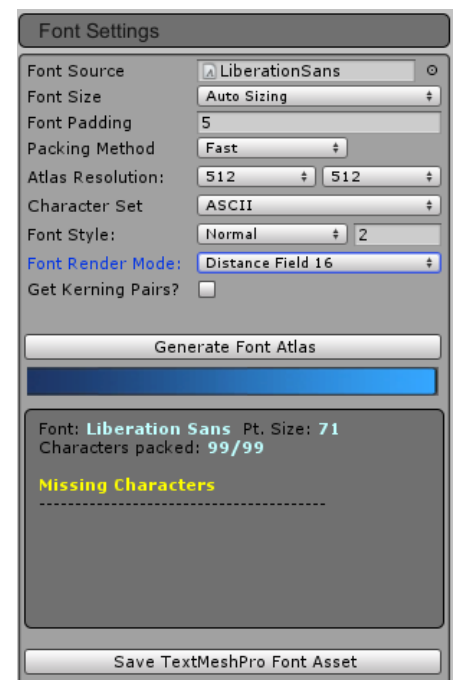 Font Settings
Font Source LiberationSans
Font Size Auto Sizing
Font Padding 5
Packing Method Fast
Atlas Resolution: 512 512
Character Set ASCII
Font Style: Normal 2
Font Render Mode: Distance Field 16
Get Kerning Pairs?
Generate Font Atlas
Font: Liberation Sans Pt. Size: 71
Characters packed: 99/99
Missing Characters
----------------------------------------
Save TextMeshPro Font Asset